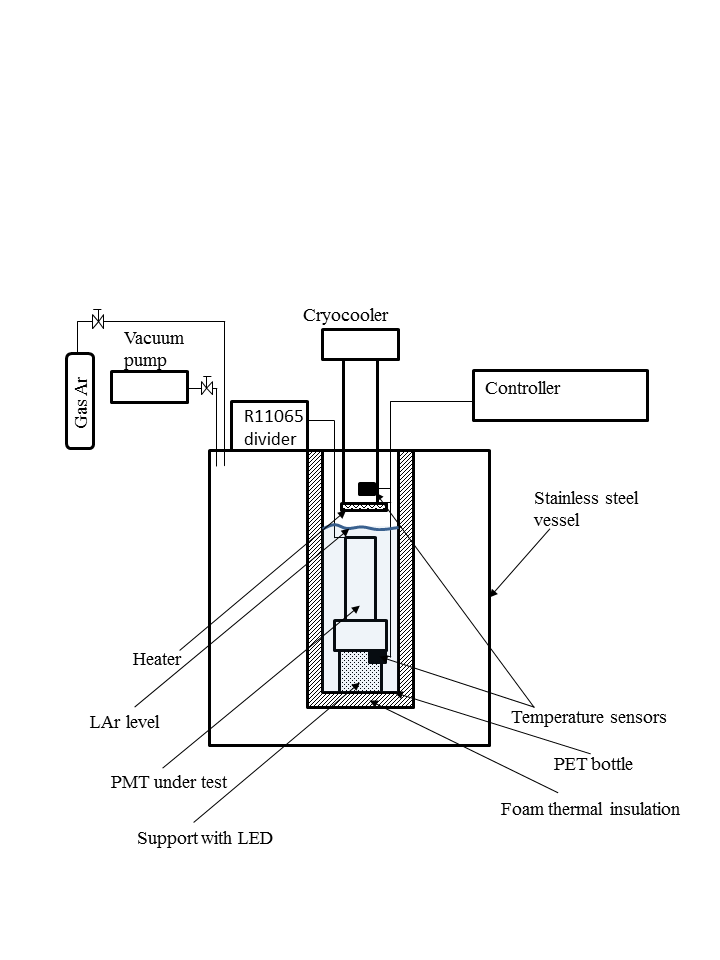 Cryocooler
Vacuum
pump
Gas Ar
Controller
R11065
divider
Stainless steel
vessel
Heater
LAr level
Temperature sensors
PET bottle
PMT under test
Foam thermal insulation
Support with LED